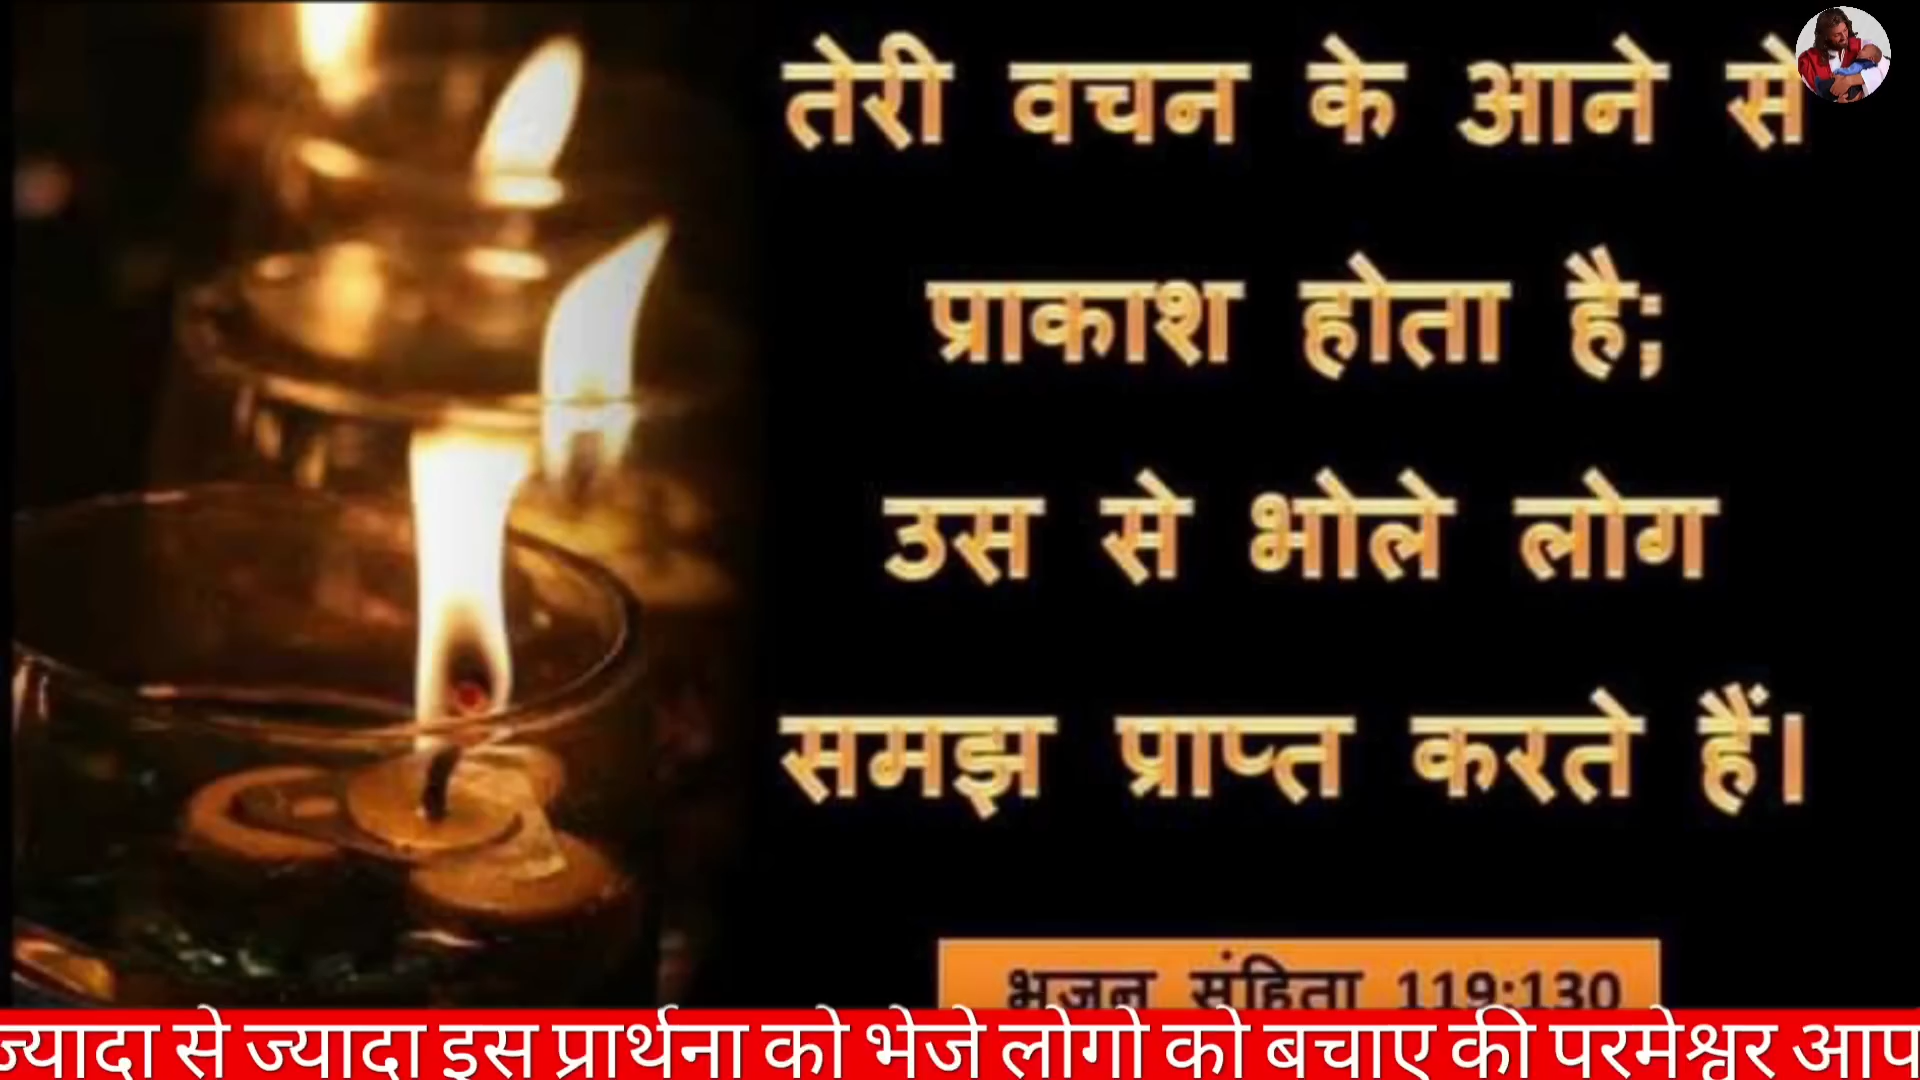 तेरी वचन के आने से
प्राकाश होता है;
उस से भोले लोग
समझ प्राप्त करते हैं।
भजन संहिता 119:130
ज्यादा से ज्यादा इस प्रार्थना को भेजे लोगो को बचाए की परमेश्वर आप